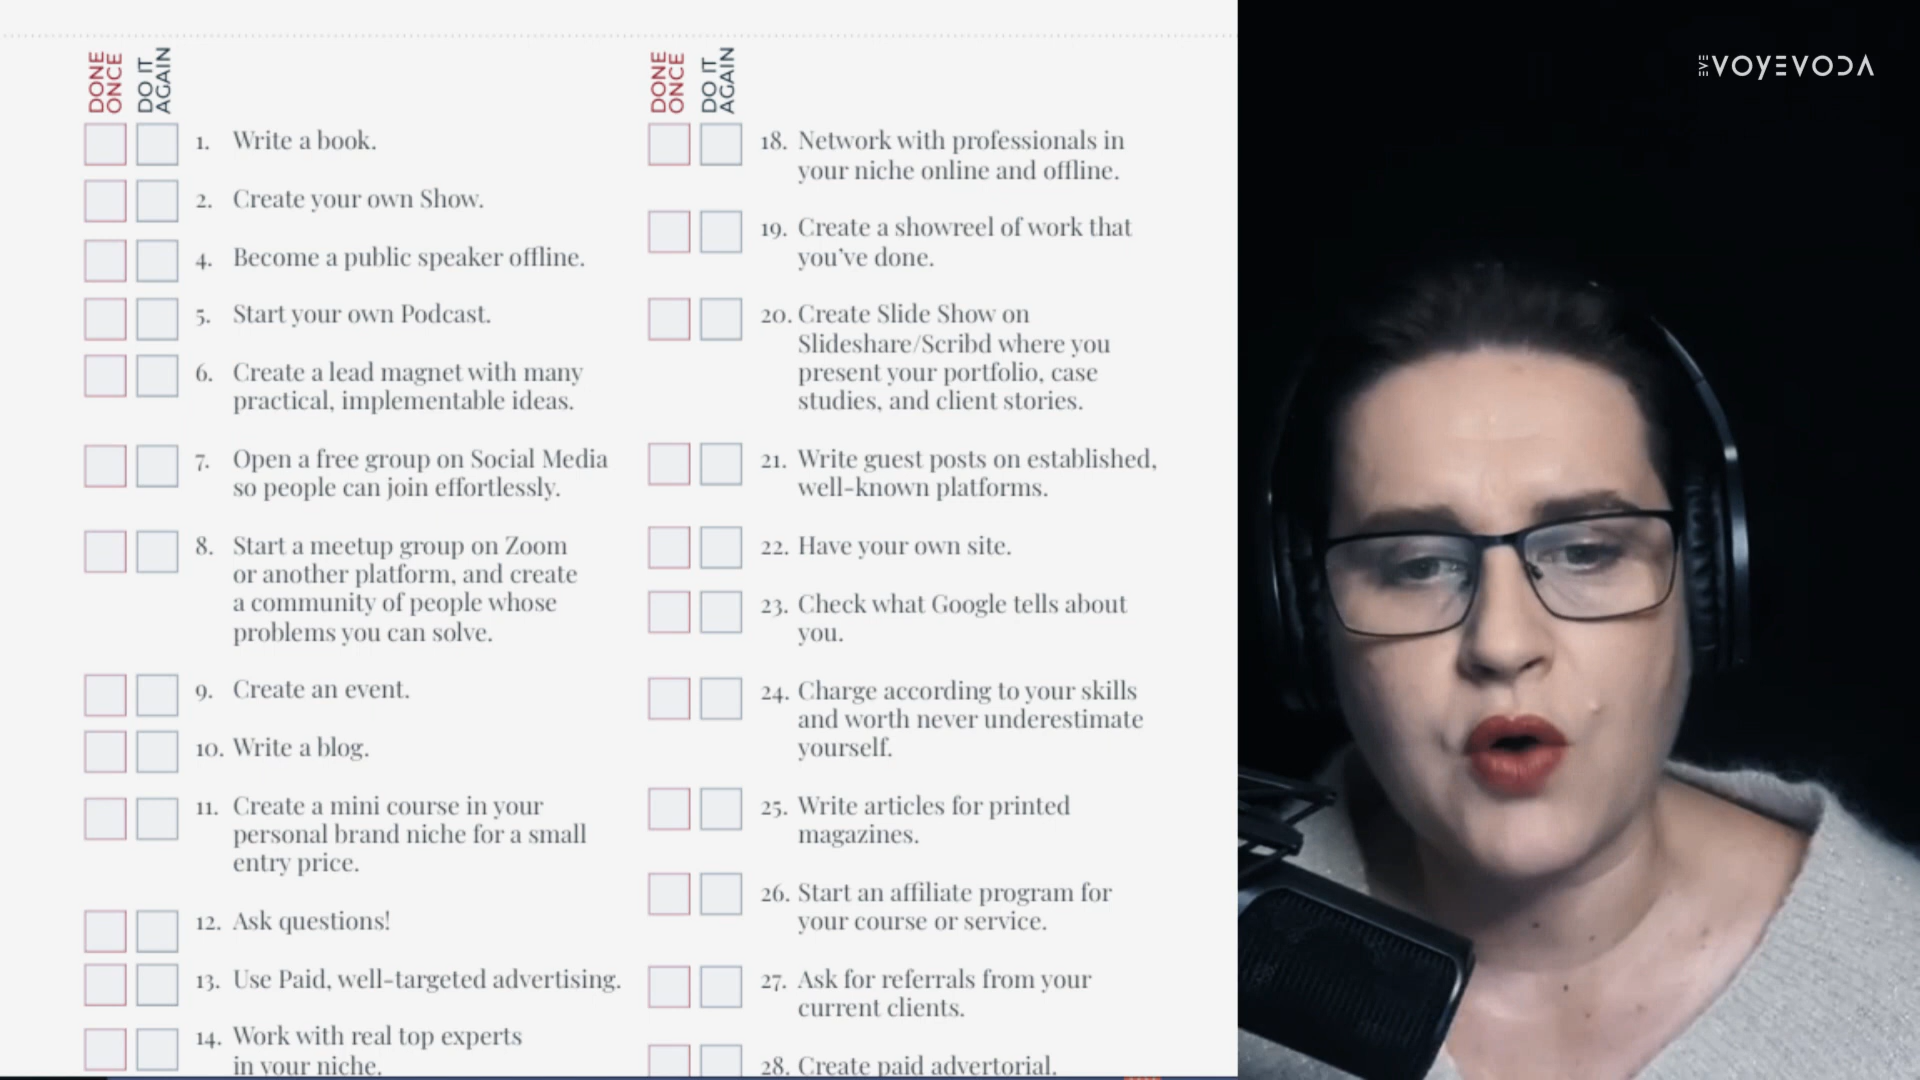 DONE
ONCE
DO IT
AGAIN
1. Write a book.
2. Create your own Show.
4. Become a public speaker offline.
5. Start your own Podcast.
6. Create a lead magnet with many
practical, implementable ideas.
7. Open a free group on Social Media
so people can join effortlessly.
8. Start a meetup group on Zoom
or another platform, and create
a community of people whose
problems you can solve.
9. Create an event.
10. Write a blog.
11. Create a mini course in your
personal brand niche for a small
entry price.
12. Ask questions!
13. Use Paid, well-targeted advertising.
14. Work with real top experts
in your niche.
DONE
ONCE
DO IT
AGAIN
18. Network with professionals in
your niche online and offline.
19. Create a showreel of work that
you've done.
20. Create Slide Show on
Slideshare/Scribd where you
present your portfolio, case
studies, and client stories.
21. Write guest posts on established,
well-known platforms.
22. Have your own site.
23. Check what Google tells about
you.
24. Charge according to your skills
and worth never underestimate
yourself.
25. Write articles for printed
magazines.
26. Start an affiliate program for
your course or service.
27. Ask for referrals from your
current clients.
28. Create paid advertorial.
EVE VOYEVODA